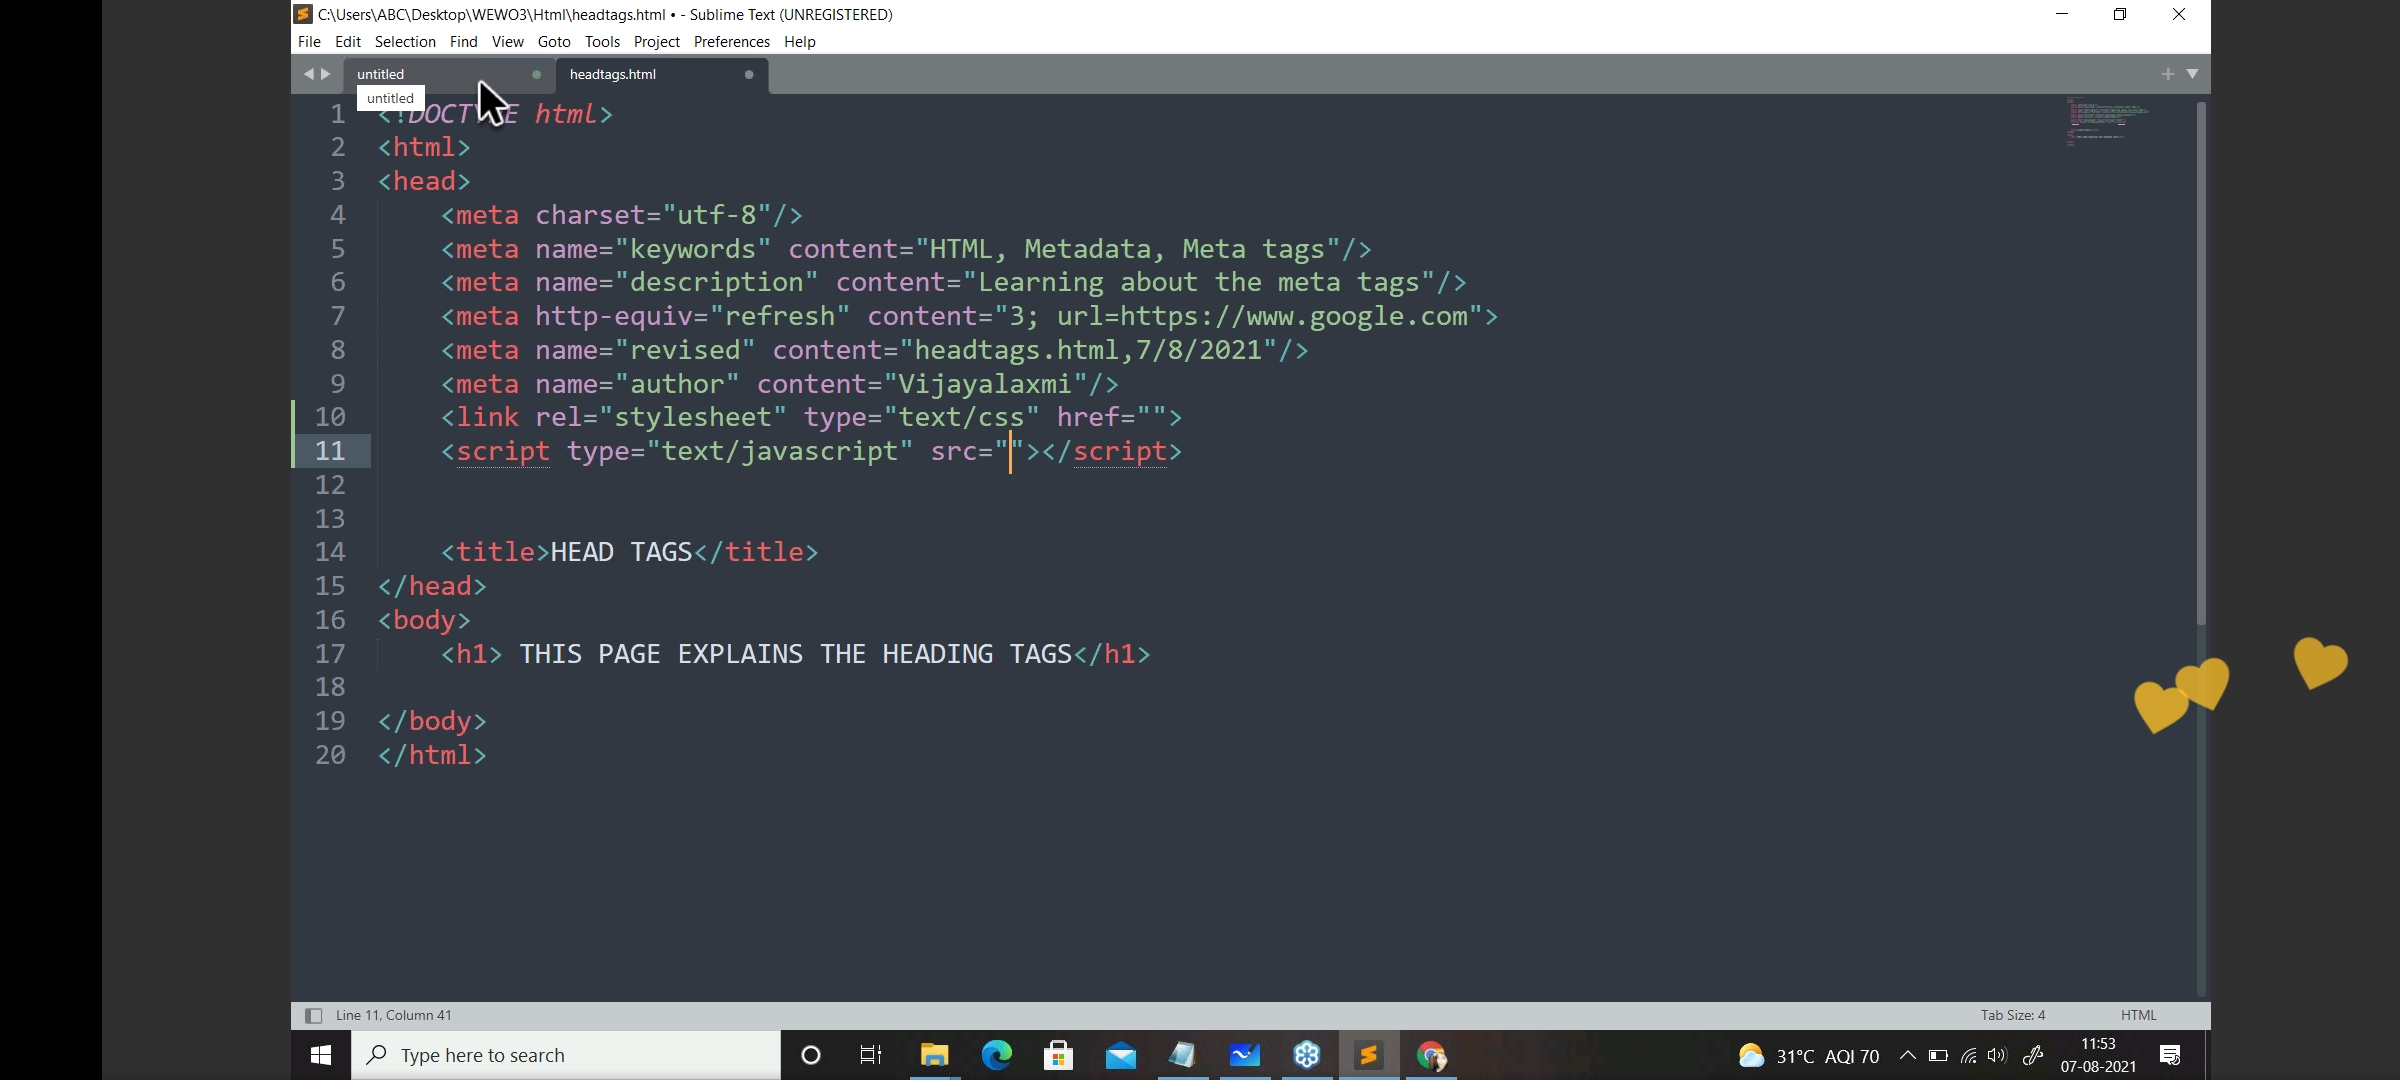 C:\Users\ABC\Desktop\WEWO3\Html\headtags.html • - Sublime Text (UNREGISTERED)
File Edit Selection Find View Goto Tools Project Preferences Help
untitled headtags.html
untitled
1 <!DOCTYPE html>
2 <html>
3 <head>
4 <meta charset="utf-8"/>
5 <meta name="keywords" content="HTML, Metadata, Meta tags"/>
6 <meta name="description" content="Learning about the meta tags"/>
7 <meta http-equiv="refresh" content="3; url=https://www.google.com">
8 <meta name="revised" content="headtags.html,7/8/2021"/>
9 <meta name="author" content="Vijayalaxmi"/>
10 <link rel="stylesheet" type="text/css" href="">
11 <script type="text/javascript" src=""></script>
12
13
14 <title>HEAD TAGS</title>
15 </head>
16 <body>
17 <h1> THIS PAGE EXPLAINS THE HEADING TAGS</h1>
18
19 </body>
20 </html>
Line 11, Column 41 Tab Size: 4 HTML
Type here to search 31°C AQI 70 11:53
07-08-2021